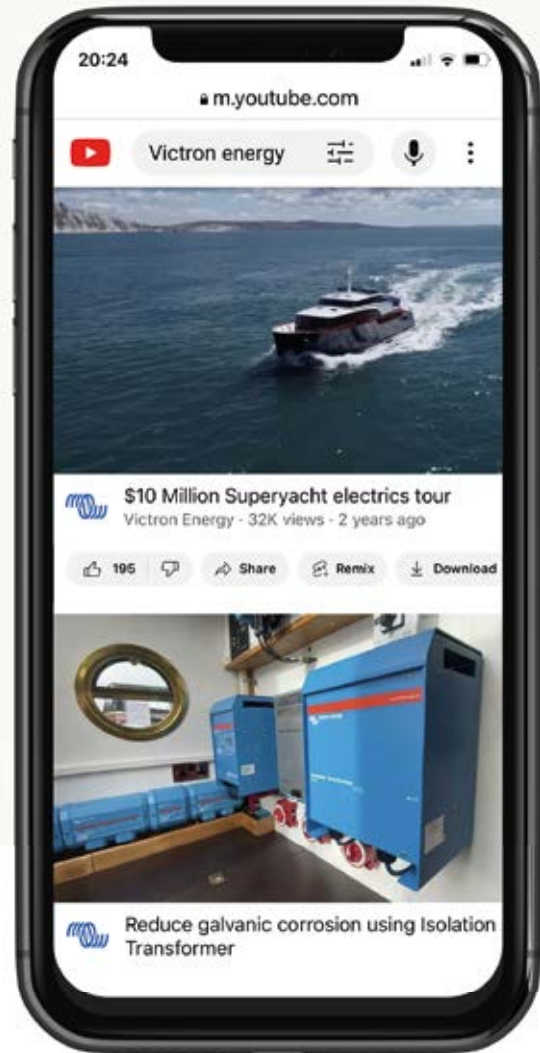 20:24
m.youtube.com
Victron energy
$10 Million Superyacht electrics tour
Victron Energy - 32K views - 2 years ago
195
Share
Remix
Download
Reduce galvanic corrosion using Isolation
Transformer